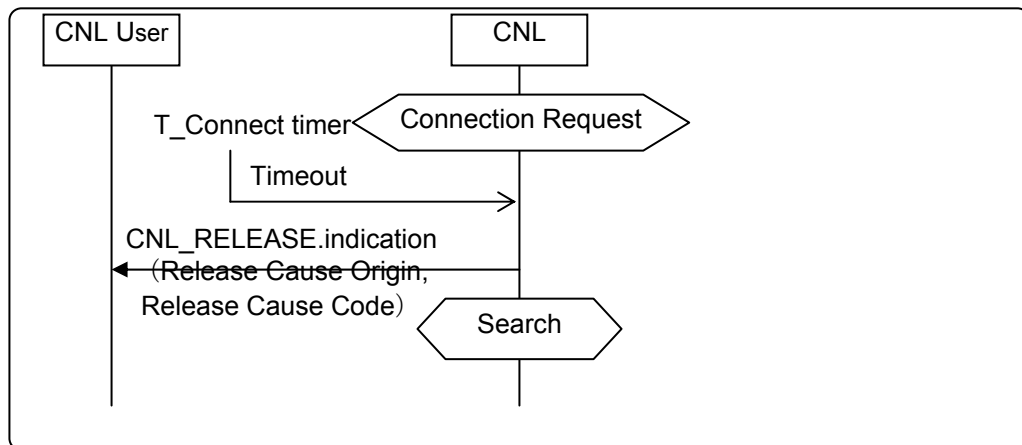 CNL User
CNL
Connection Request
T_Connect timer
Timeout
CNL_RELEASE.indication
（Release Cause Origin,
Release Cause Code）
Search